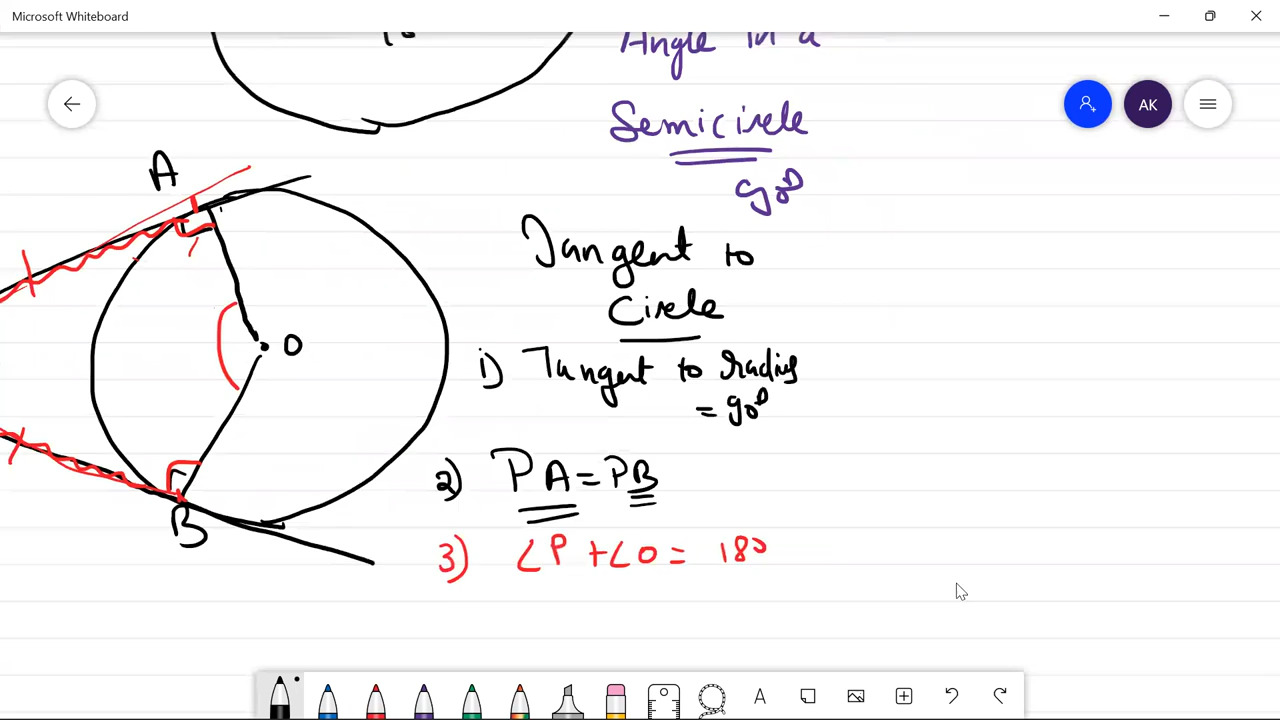 Microsoft Whiteboard
Angle in a
Semicircle
90°
AK
A
Tangent to
Circle
O
1) Tangent to radius
= 90°
2) PA = PB
B
3) ∠P + ∠O = 180
A